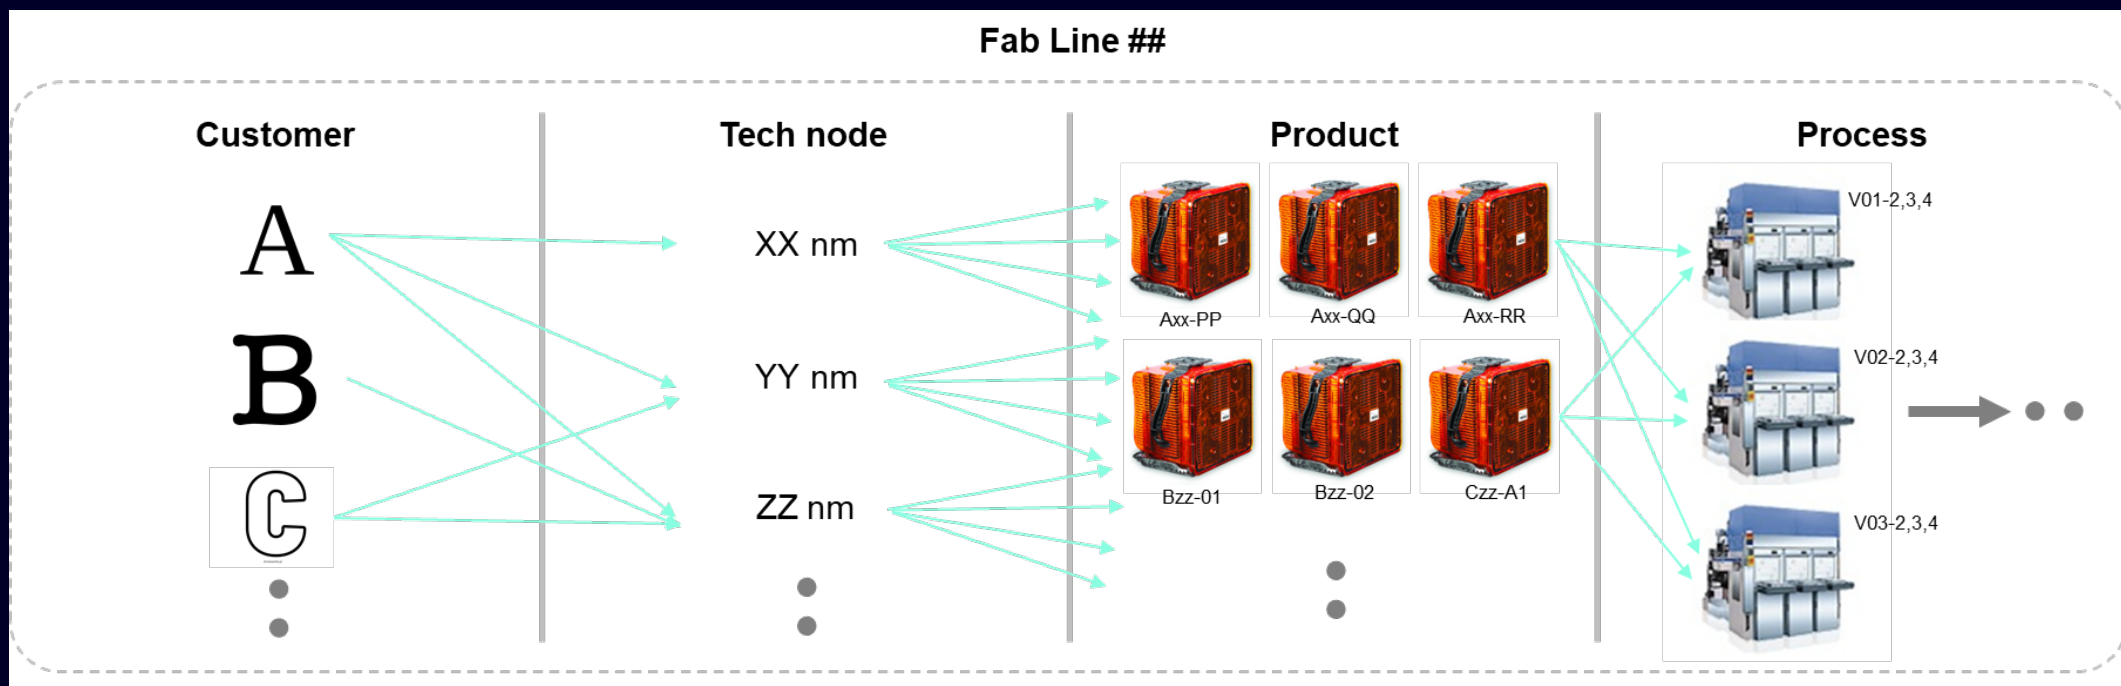 Fab Line ##
Customer
Tech node
Product
Process
A
B
C
XX nm
YY nm
ZZ nm
Axx-PP
Axx-QQ
Axx-RR
Bzz-01
Bzz-02
Czz-A1
V01-2,3,4
V02-2,3,4
V03-2,3,4